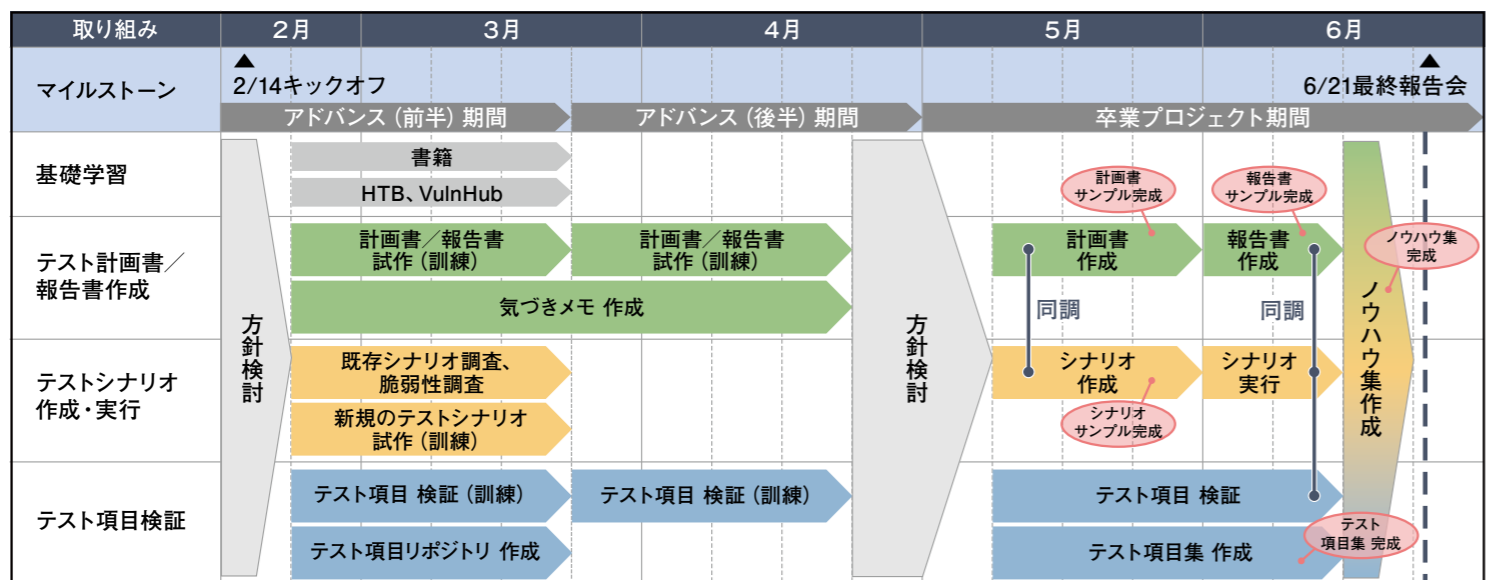 取り組み
2月
3月
4月
5月
6月
マイルストーン
▲
2/14キックオフ
▲
6/21最終報告会
アドバンス（前半）期間
アドバンス（後半）期間
卒業プロジェクト期間
基礎学習
書籍
HTB、VulnHub
計画書
サンプル完成
報告書
サンプル完成
テスト計画書／
報告書作成
計画書／報告書
試作（訓練）
計画書／報告書
試作（訓練）
計画書
作成
報告書
作成
ノウハウ集
完成
気づきメモ 作成
同調
同調
方針検討
方針検討
ノウハウ集作成
テストシナリオ
作成・実行
既存シナリオ調査、
脆弱性調査
シナリオ
作成
シナリオ
実行
新規のテストシナリオ
試作（訓練）
シナリオ
サンプル完成
テスト項目検証
テスト項目 検証（訓練）
テスト項目 検証（訓練）
テスト項目 検証
テスト項目リポジトリ 作成
テスト項目集 作成
テスト
項目集 完成